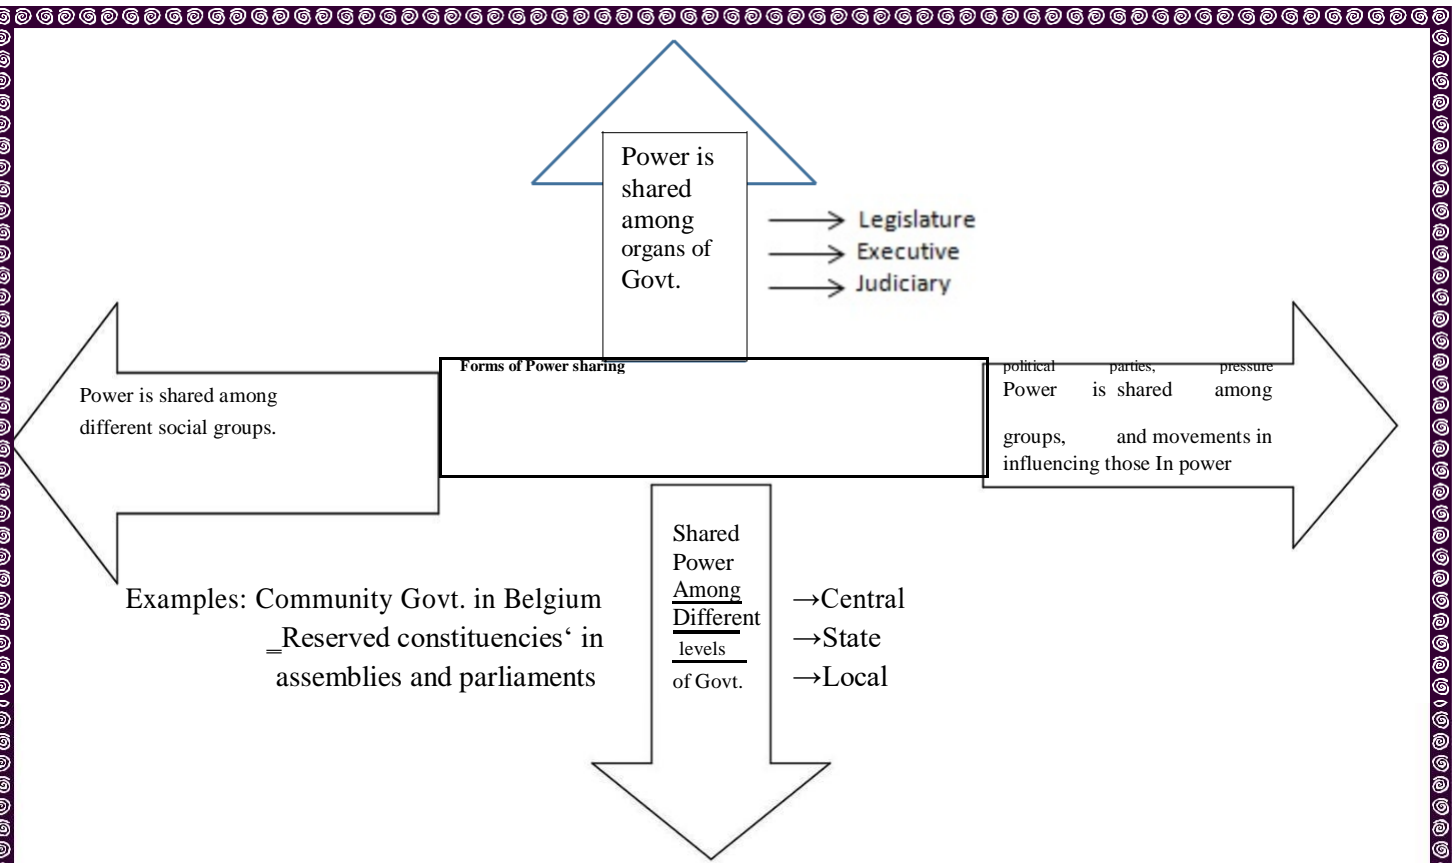 Power is
shared
among
organs of
Govt.
→ Legislature
→ Executive
→ Judiciary
Forms of Power sharing
Power is shared among
different social groups.
political parties, pressure
Power is shared among
groups, and movements in
influencing those In power
Examples: Community Govt. in Belgium
‗Reserved constituencies‘ in
assemblies and parliaments
Shared
Power
Among
Different
levels
of Govt.
→Central
→State
→Local